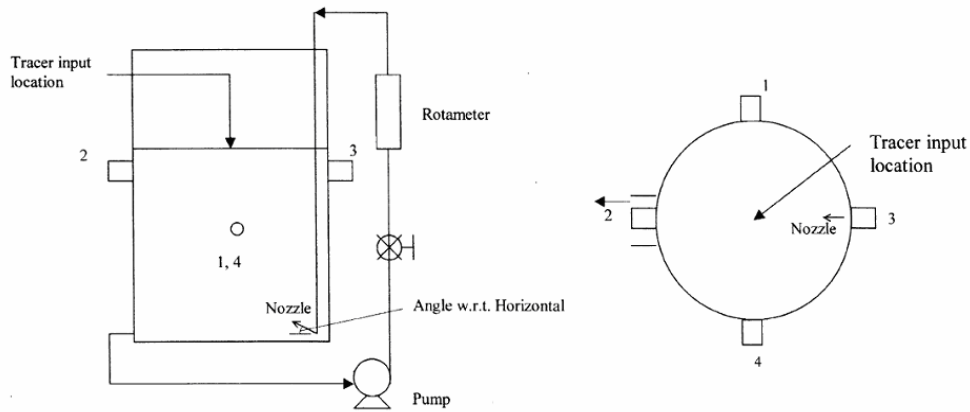 Tracer input
location
2
3
Rotameter
1, 4
Nozzle
Angle w.r.t. Horizontal
Pump
1
Tracer input
location
2
Nozzle
3
4